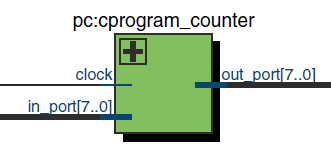 pc:cprogram_counter
clock
out_port[7..0]
in_port[7..0]